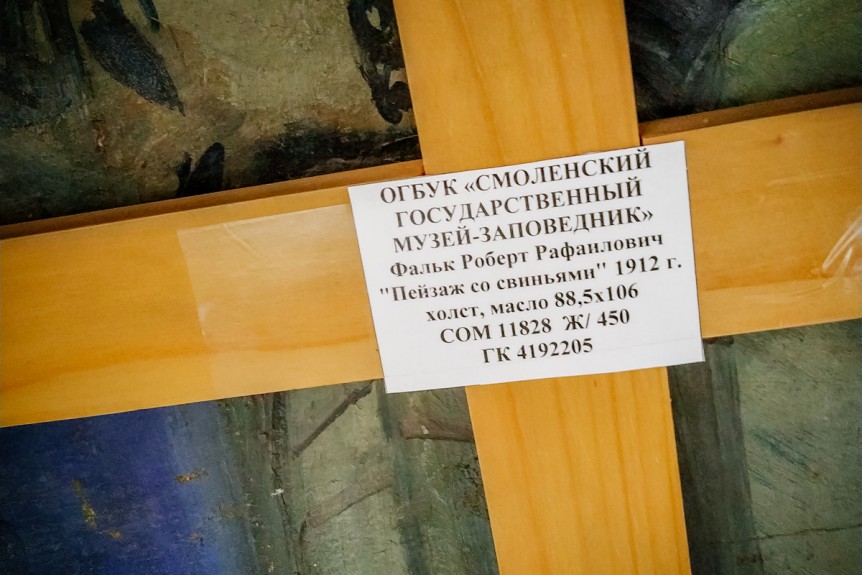 ОГБУК «СМОЛЕНСКИЙ
ГОСУДАРСТВЕННЫЙ
МУЗЕЙ-ЗАПОВЕДНИК»
Фальк Роберт Рафаилович
"Пейзаж со свиньями" 1912 г.
холст, масло 88,5х106
СОМ 11828 Ж/ 450
ГК 4192205